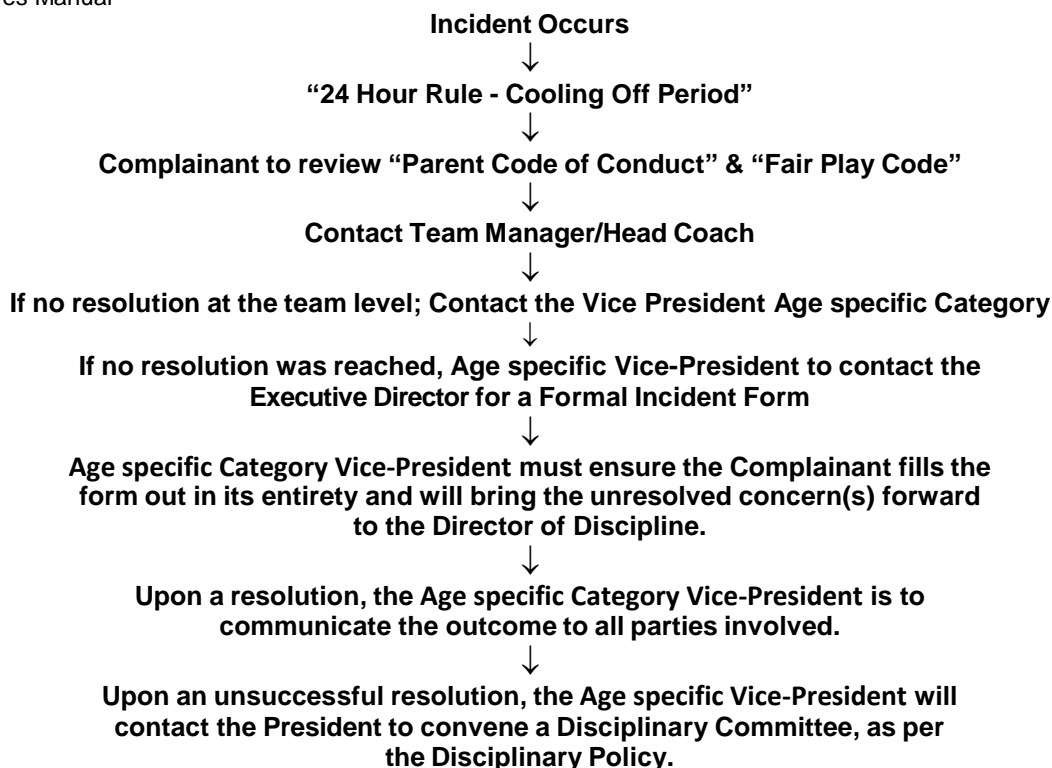 es Manual
Incident Occurs
↓
“24 Hour Rule - Cooling Off Period”
↓
Complainant to review “Parent Code of Conduct” & “Fair Play Code”
↓
Contact Team Manager/Head Coach
↓
If no resolution at the team level; Contact the Vice President Age specific Category
↓
If no resolution was reached, Age specific Vice-President to contact the
Executive Director for a Formal Incident Form
↓
Age specific Category Vice-President must ensure the Complainant fills the
form out in its entirety and will bring the unresolved concern(s) forward
to the Director of Discipline.
↓
Upon a resolution, the Age specific Category Vice-President is to
communicate the outcome to all parties involved.
↓
Upon an unsuccessful resolution, the Age specific Vice-President will
contact the President to convene a Disciplinary Committee, as per
the Disciplinary Policy.